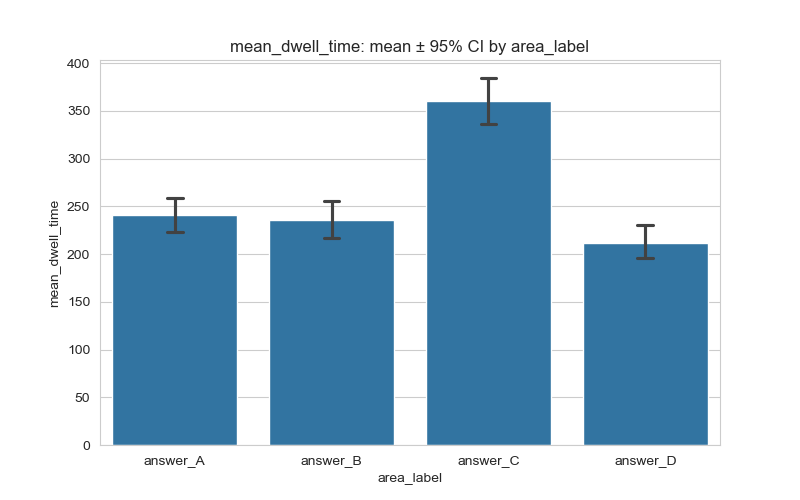 mean_dwell_time: mean ± 95% CI by area_label
400
350
300
250
200
150
100
50
0
mean_dwell_time
answer_A
answer_B
answer_C
answer_D
area_label